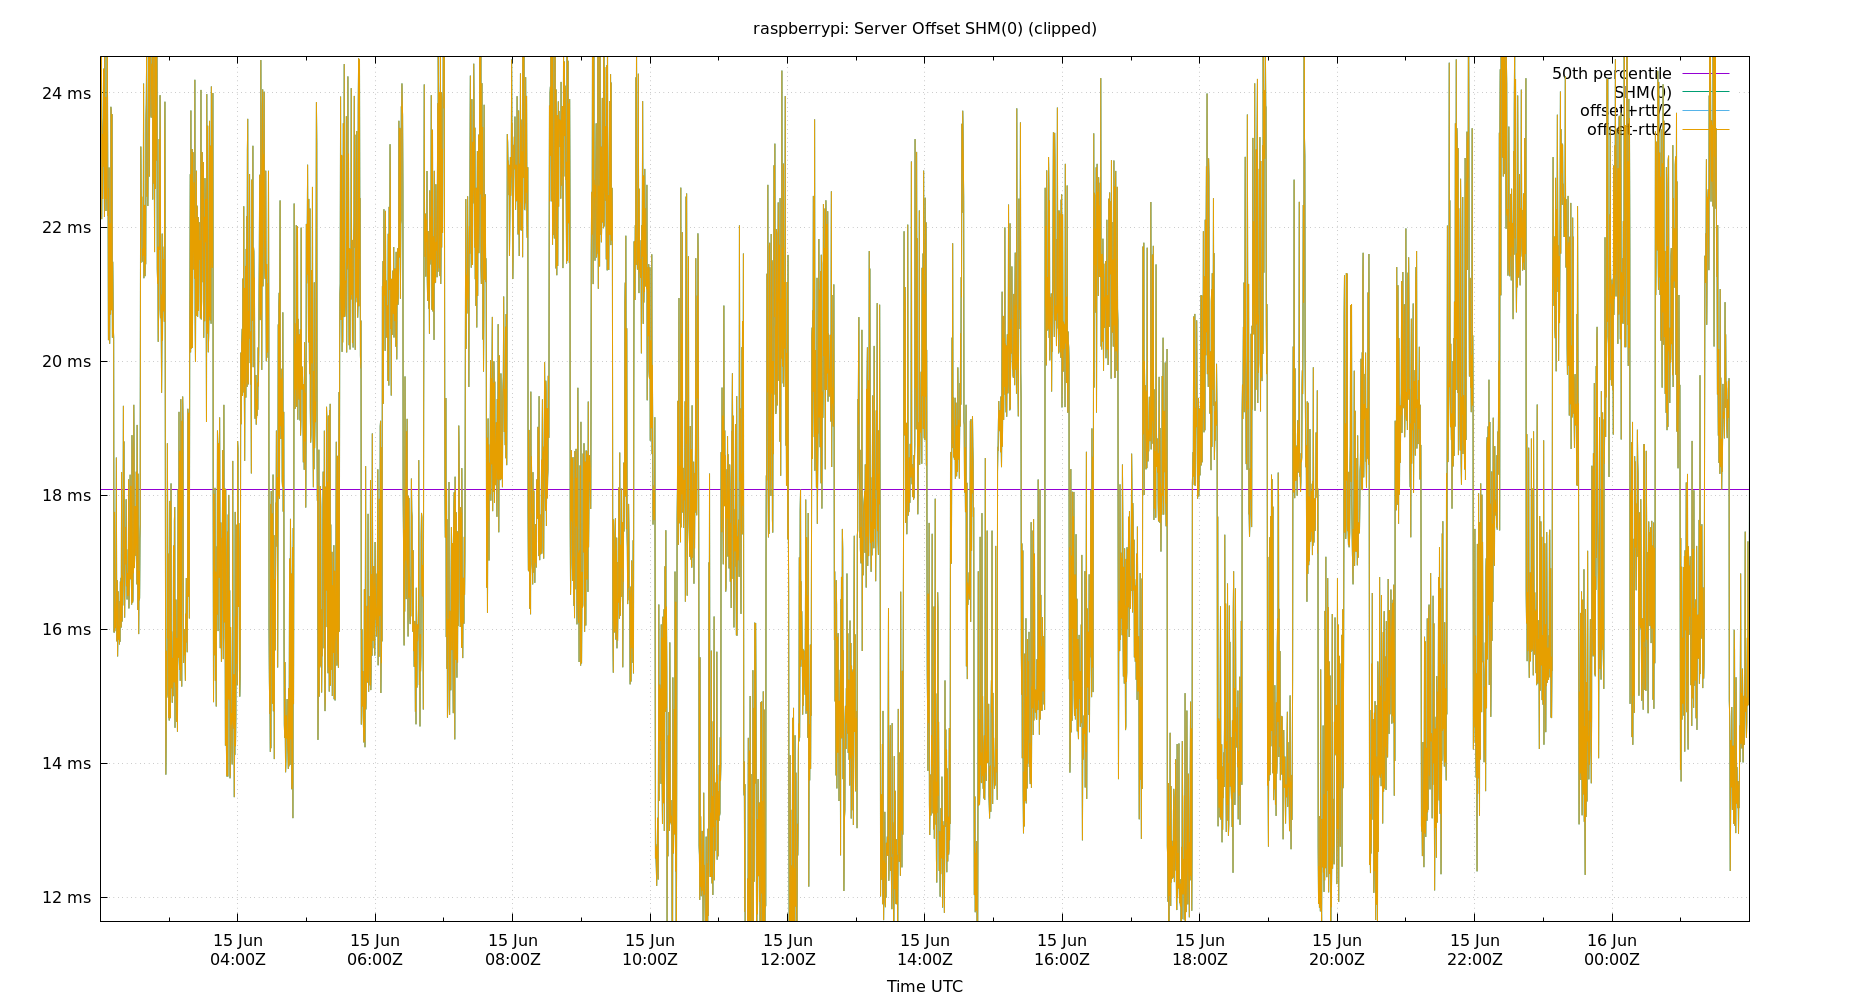 raspberrypi: Server Offset SHM(0) (clipped)
50th percentile
SHM(0)
offset+rtt/2
offset-rtt/2
24 ms
22 ms
20 ms
18 ms
16 ms
14 ms
12 ms
15 Jun 15 Jun 15 Jun 15 Jun 15 Jun 15 Jun 15 Jun 15 Jun 15 Jun 15 Jun 16 Jun
04:00Z 06:00Z 08:00Z 10:00Z 12:00Z 14:00Z 16:00Z 18:00Z 20:00Z 22:00Z 00:00Z
Time UTC